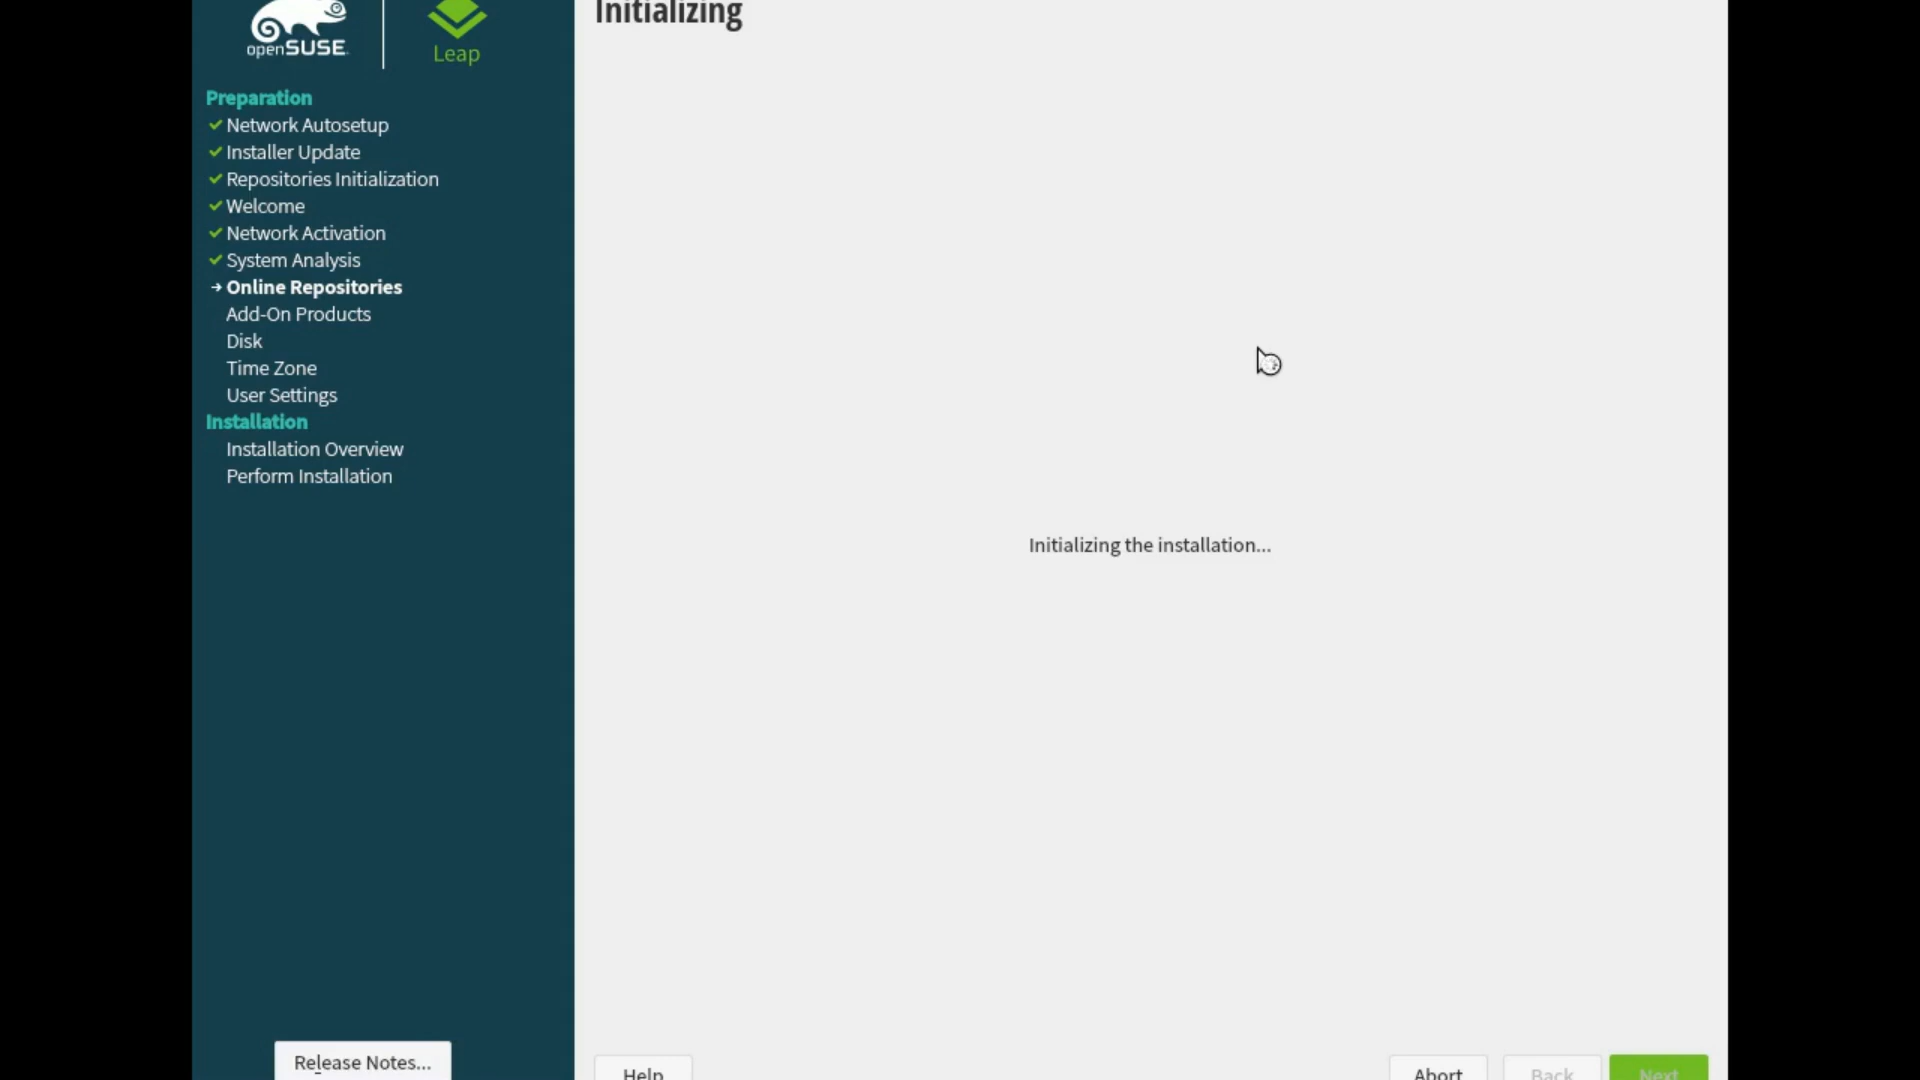 openSUSE
Leap
Preparation
Network Autosetup
Installer Update
Repositories Initialization
Welcome
Network Activation
System Analysis
Online Repositories
Add-On Products
Disk
Time Zone
User Settings
Installation
Installation Overview
Perform Installation
Release Notes...
Initializing
Initializing the installation...
Help
Abort
Back
Next